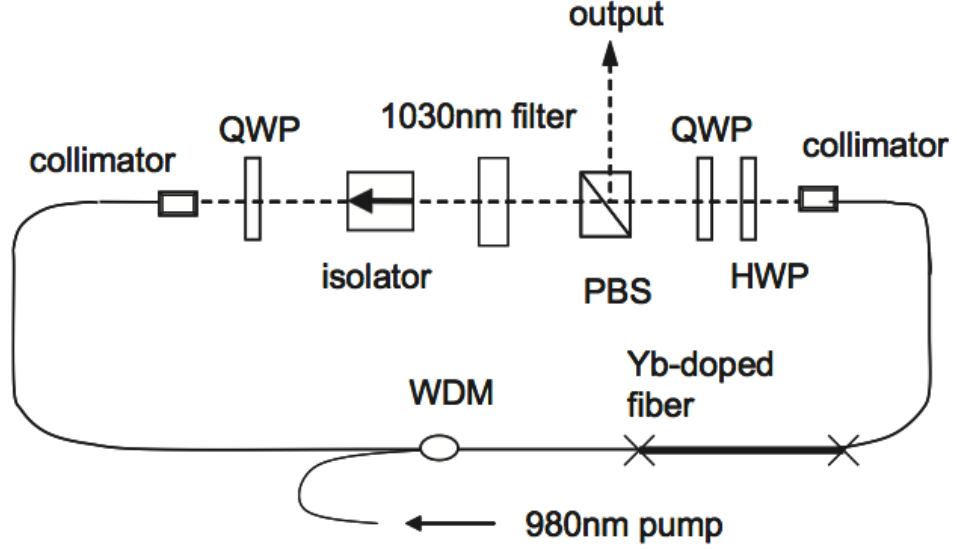 output
1030nm filter
QWP
QWP
collimator
collimator
isolator
PBS
HWP
Yb-doped
fiber
WDM
980nm pump